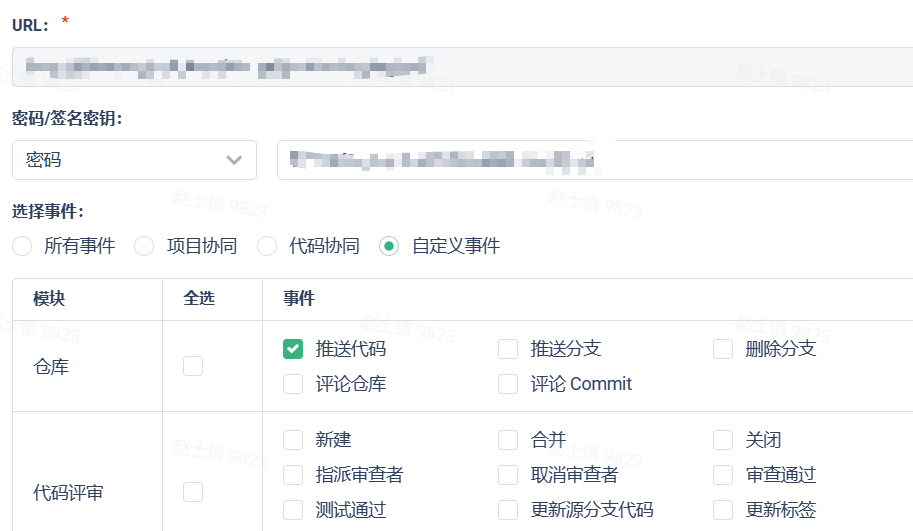 URL: *
密码/签名密钥:
密码
选择事件:
所有事件 项目协同 代码协同 自定义事件
模块 全选 事件
仓库
推送代码 推送分支 删除分支
评论仓库 评论 Commit
代码评审
新建 合并 关闭
指派审查者 取消审查者 审查通过
测试通过 更新源分支代码 更新标签
赵士镇 9823